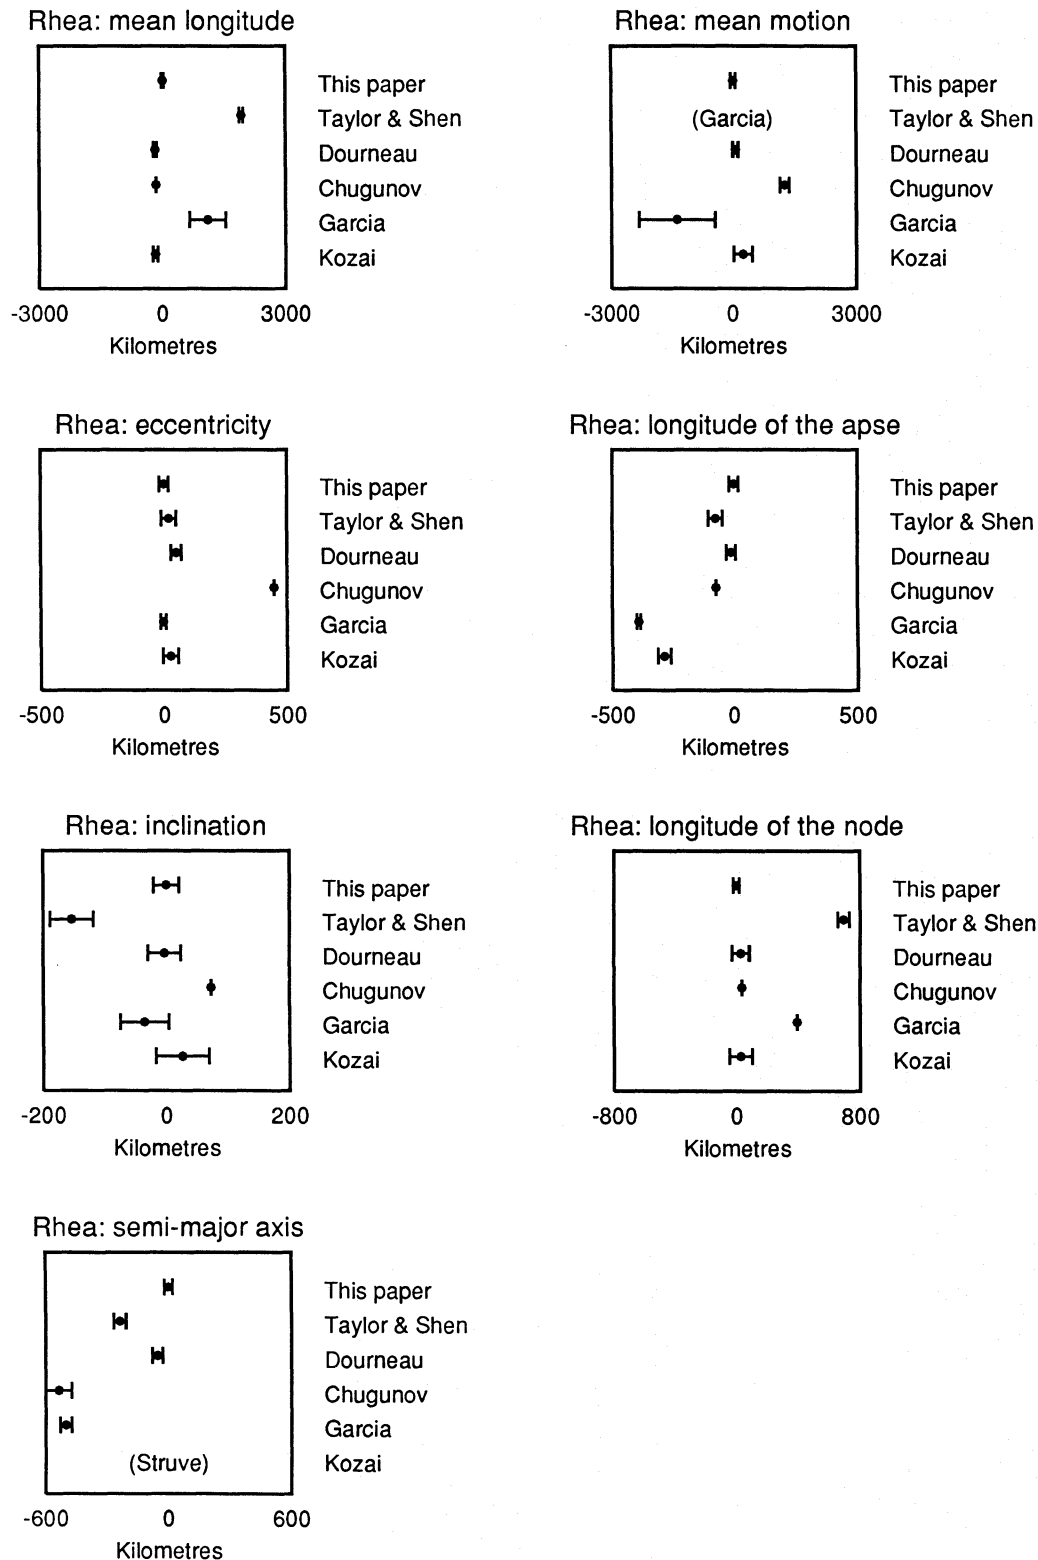 Rhea: mean longitude
This paper
Taylor & Shen
Dourneau
Chugunov
Garcia
Kozai
-3000 0 3000
Kilometres
Rhea: mean motion
(Garcia)
This paper
Taylor & Shen
Dourneau
Chugunov
Garcia
Kozai
-3000 0 3000
Kilometres
Rhea: eccentricity
This paper
Taylor & Shen
Dourneau
Chugunov
Garcia
Kozai
-500 0 500
Kilometres
Rhea: longitude of the apse
This paper
Taylor & Shen
Dourneau
Chugunov
Garcia
Kozai
-500 0 500
Kilometres
Rhea: inclination
This paper
Taylor & Shen
Dourneau
Chugunov
Garcia
Kozai
-200 0 200
Kilometres
Rhea: longitude of the node
This paper
Taylor & Shen
Dourneau
Chugunov
Garcia
Kozai
-800 0 800
Kilometres
Rhea: semi-major axis
This paper
Taylor & Shen
Dourneau
Chugunov
Garcia
(Struve) Kozai
-600 0 600
Kilometres